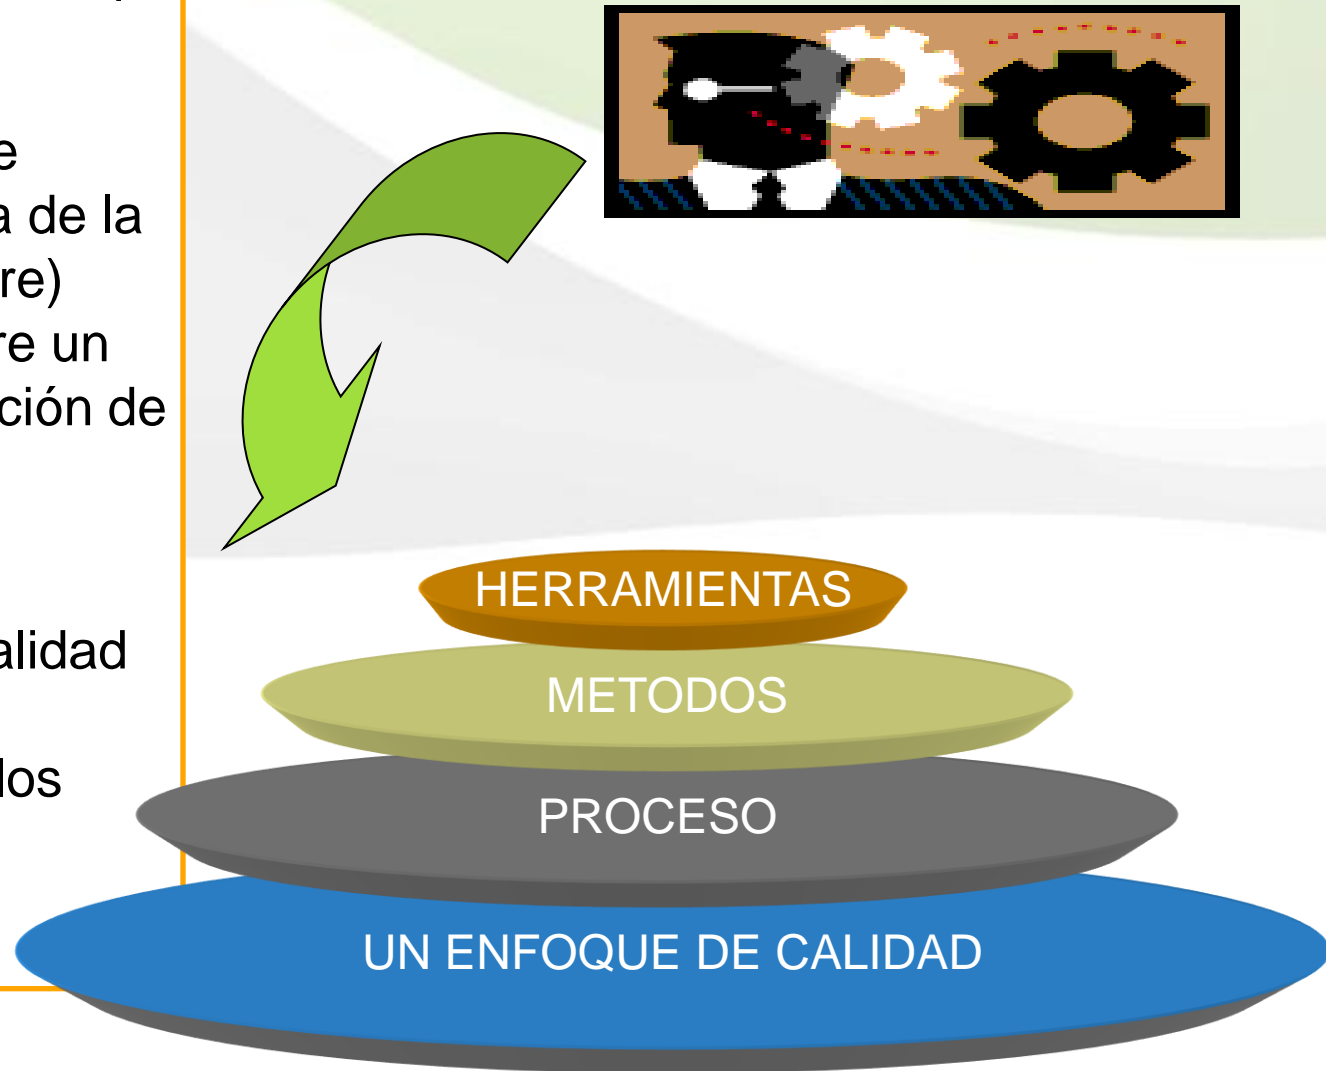 e
a de la
re)
re un
ción de
alidad
los
HERRAMIENTAS
METODOS
PROCESO
UN ENFOQUE DE CALIDAD